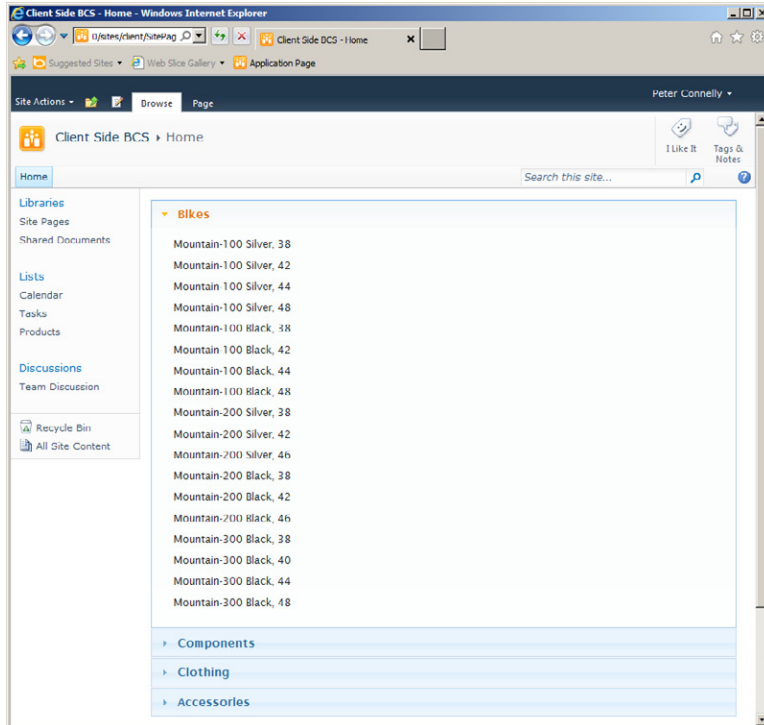 Client Side BCS - Home - Windows Internet Explorer
0/sites/client/SitePag
Client Side BCS - Home
Suggested Sites
Web Slice Gallery
Application Page
Peter Connelly
Site Actions
Browse
Page
Client Side BCS
Home
I Like It
Tags & Notes
Home
Search this site...
Libraries
Site Pages
Shared Documents
Lists
Calendar
Tasks
Products
Discussions
Team Discussion
Recycle Bin
All Site Content
Bikes
Mountain-100 Silver, 38
Mountain-100 Silver, 42
Mountain-100 Silver, 44
Mountain-100 Silver, 48
Mountain-100 Black, 38
Mountain-100 Black, 42
Mountain-100 Black, 44
Mountain-100 Black, 48
Mountain-200 Silver, 38
Mountain-200 Silver, 42
Mountain-200 Silver, 46
Mountain-200 Black, 38
Mountain-200 Black, 42
Mountain-200 Black, 46
Mountain-300 Black, 38
Mountain-300 Black, 40
Mountain-300 Black, 44
Mountain-300 Black, 48
Components
Clothing
Accessories